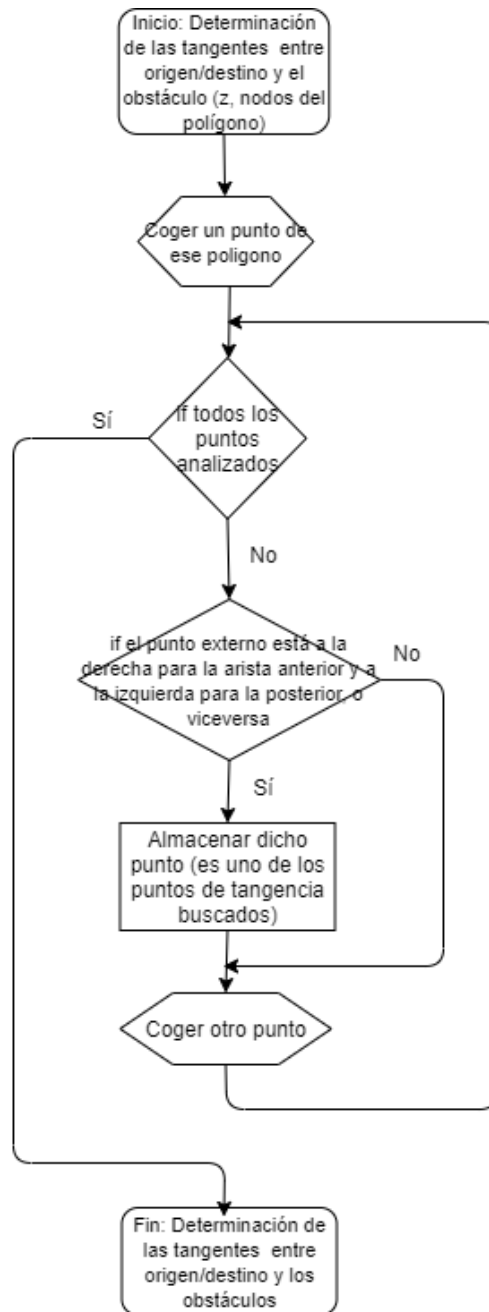 Inicio: Determinación
de las tangentes entre
origen/destino y el
obstáculo (z, nodos del
polígono)
Coger un punto de
ese poligono
if todos los
puntos
analizados
Sí
No
if el punto externo está a la
derecha para la arista anterior y a
la izquierda para la posterior, o
viceversa
No
Sí
Almacenar dicho
punto (es uno de los
puntos de tangencia
buscados)
Coger otro punto
Fin: Determinación de
las tangentes entre
origen/destino y los
obstáculos